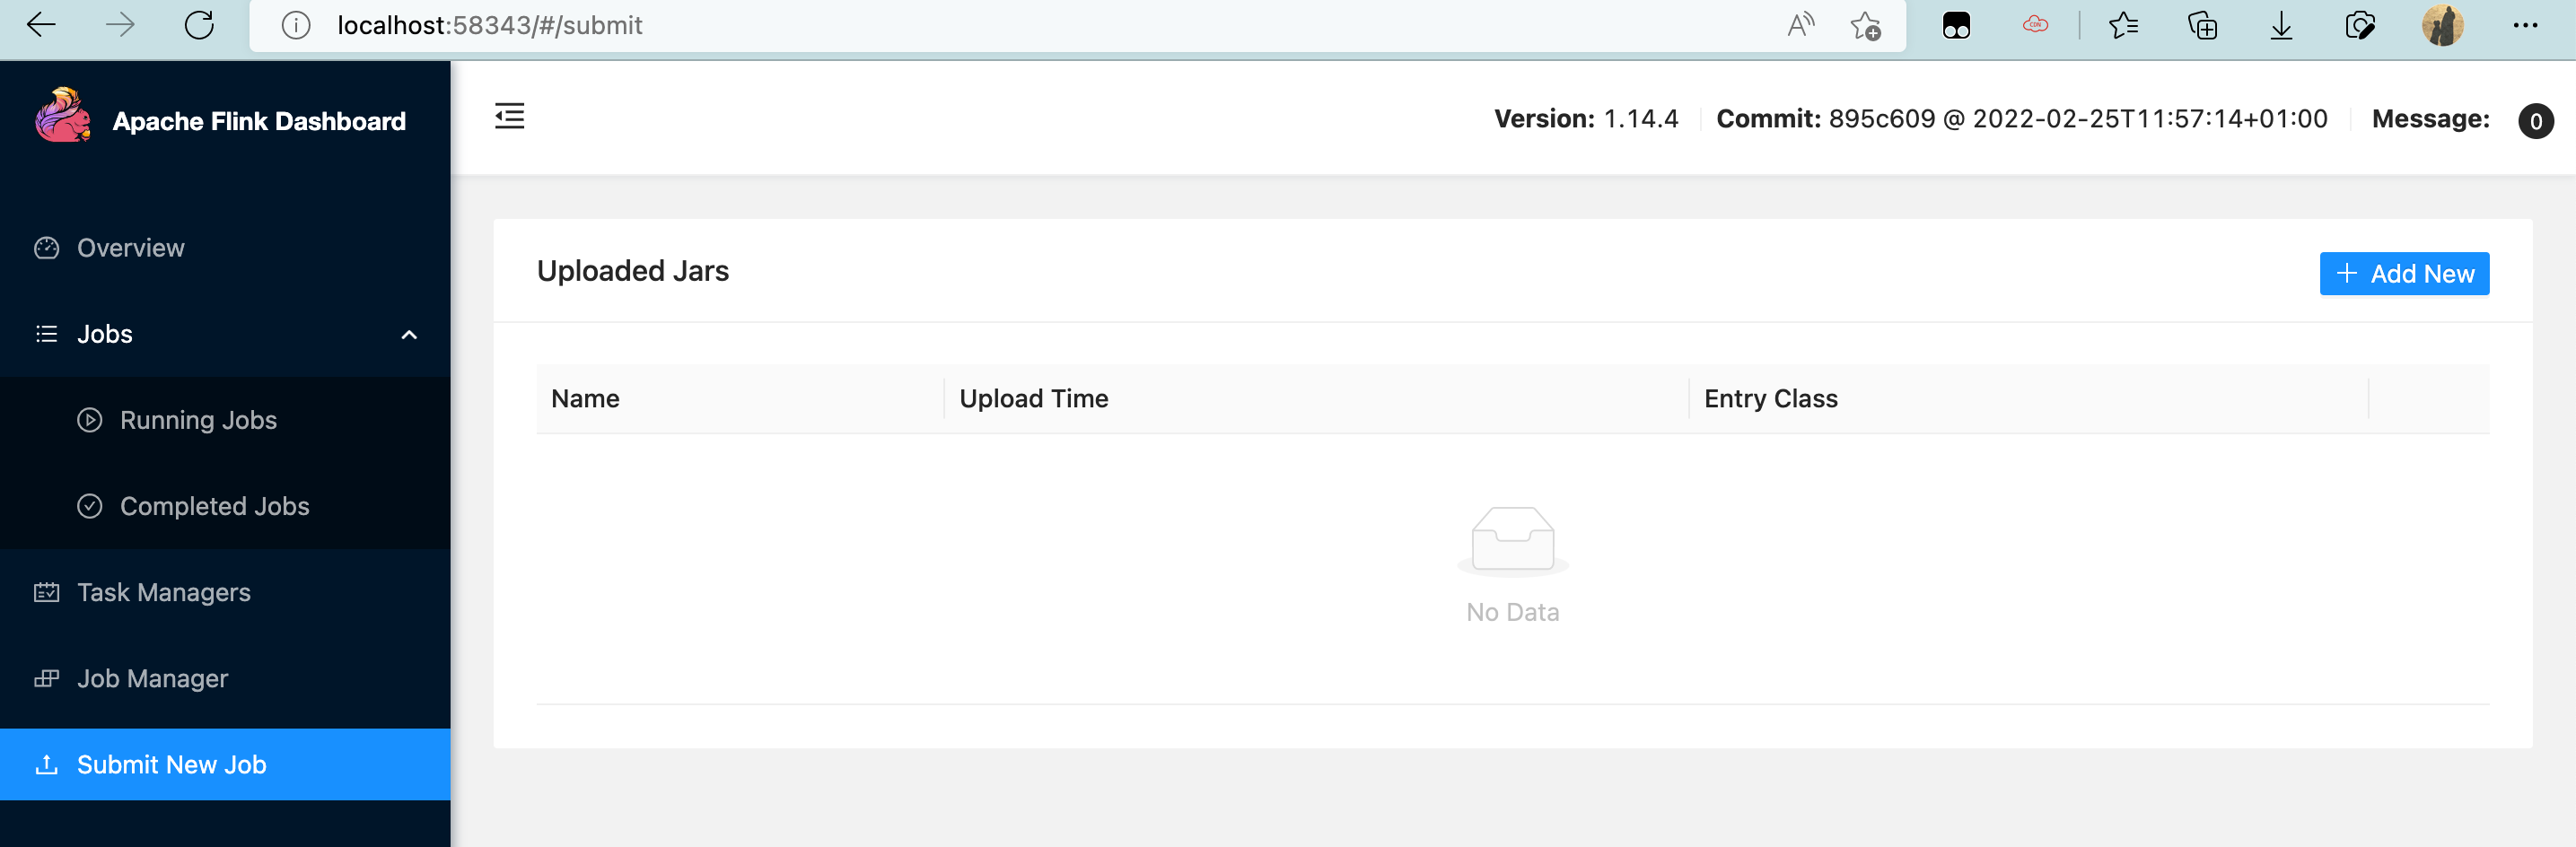 localhost:58343/#/submit
CDN
Apache Flink Dashboard
Version: 1.14.4
Commit: 895c609 @ 2022-02-25T11:57:14+01:00
Message: 0
Overview
Jobs
Running Jobs
Completed Jobs
Task Managers
Job Manager
Submit New Job
Uploaded Jars
Add New
Name
Upload Time
Entry Class
No Data